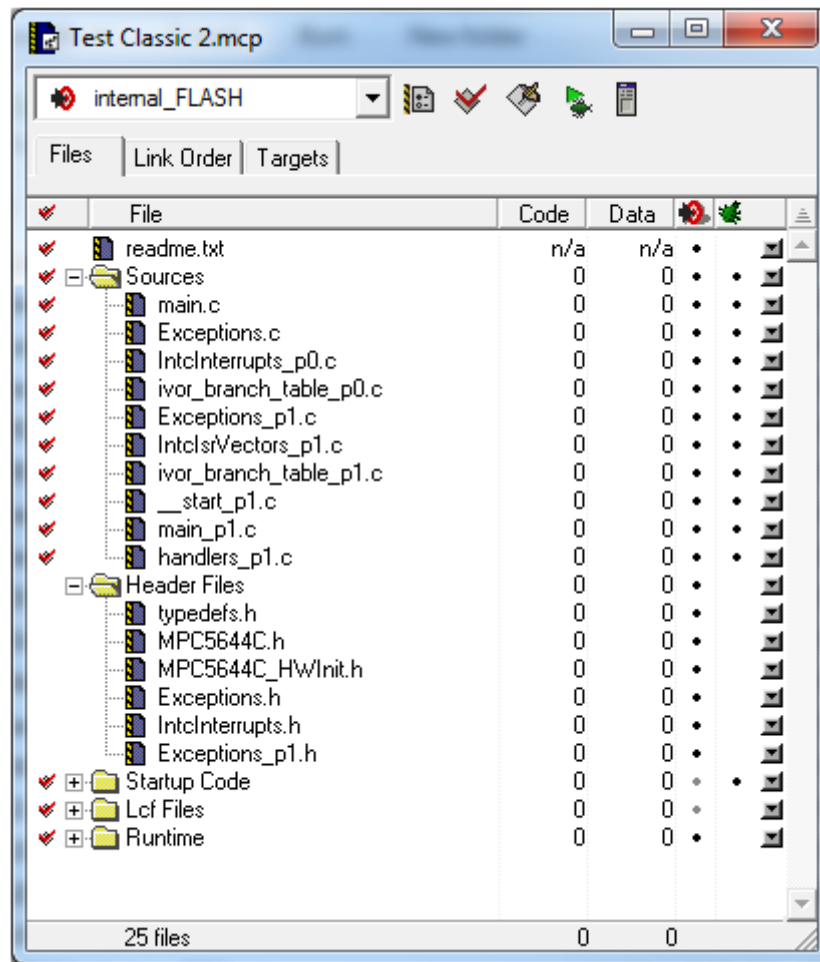 Test Classic 2.mcp
internal_FLASH
Files Link Order Targets
File Code Data
readme.txt n/a n/a
Sources 0 0
main.c 0 0
Exceptions.c 0 0
IntcInterrupts_p0.c 0 0
ivor_branch_table_p0.c 0 0
Exceptions_p1.c 0 0
IntcIsrVectors_p1.c 0 0
ivor_branch_table_p1.c 0 0
__start_p1.c 0 0
main_p1.c 0 0
handlers_p1.c 0 0
Header Files 0 0
typedefs.h 0 0
MPC5644C.h 0 0
MPC5644C_HWInit.h 0 0
Exceptions.h 0 0
IntcInterrupts.h 0 0
Exceptions_p1.h 0 0
Startup Code 0 0
Lcf Files 0 0
Runtime 0 0
25 files 0 0